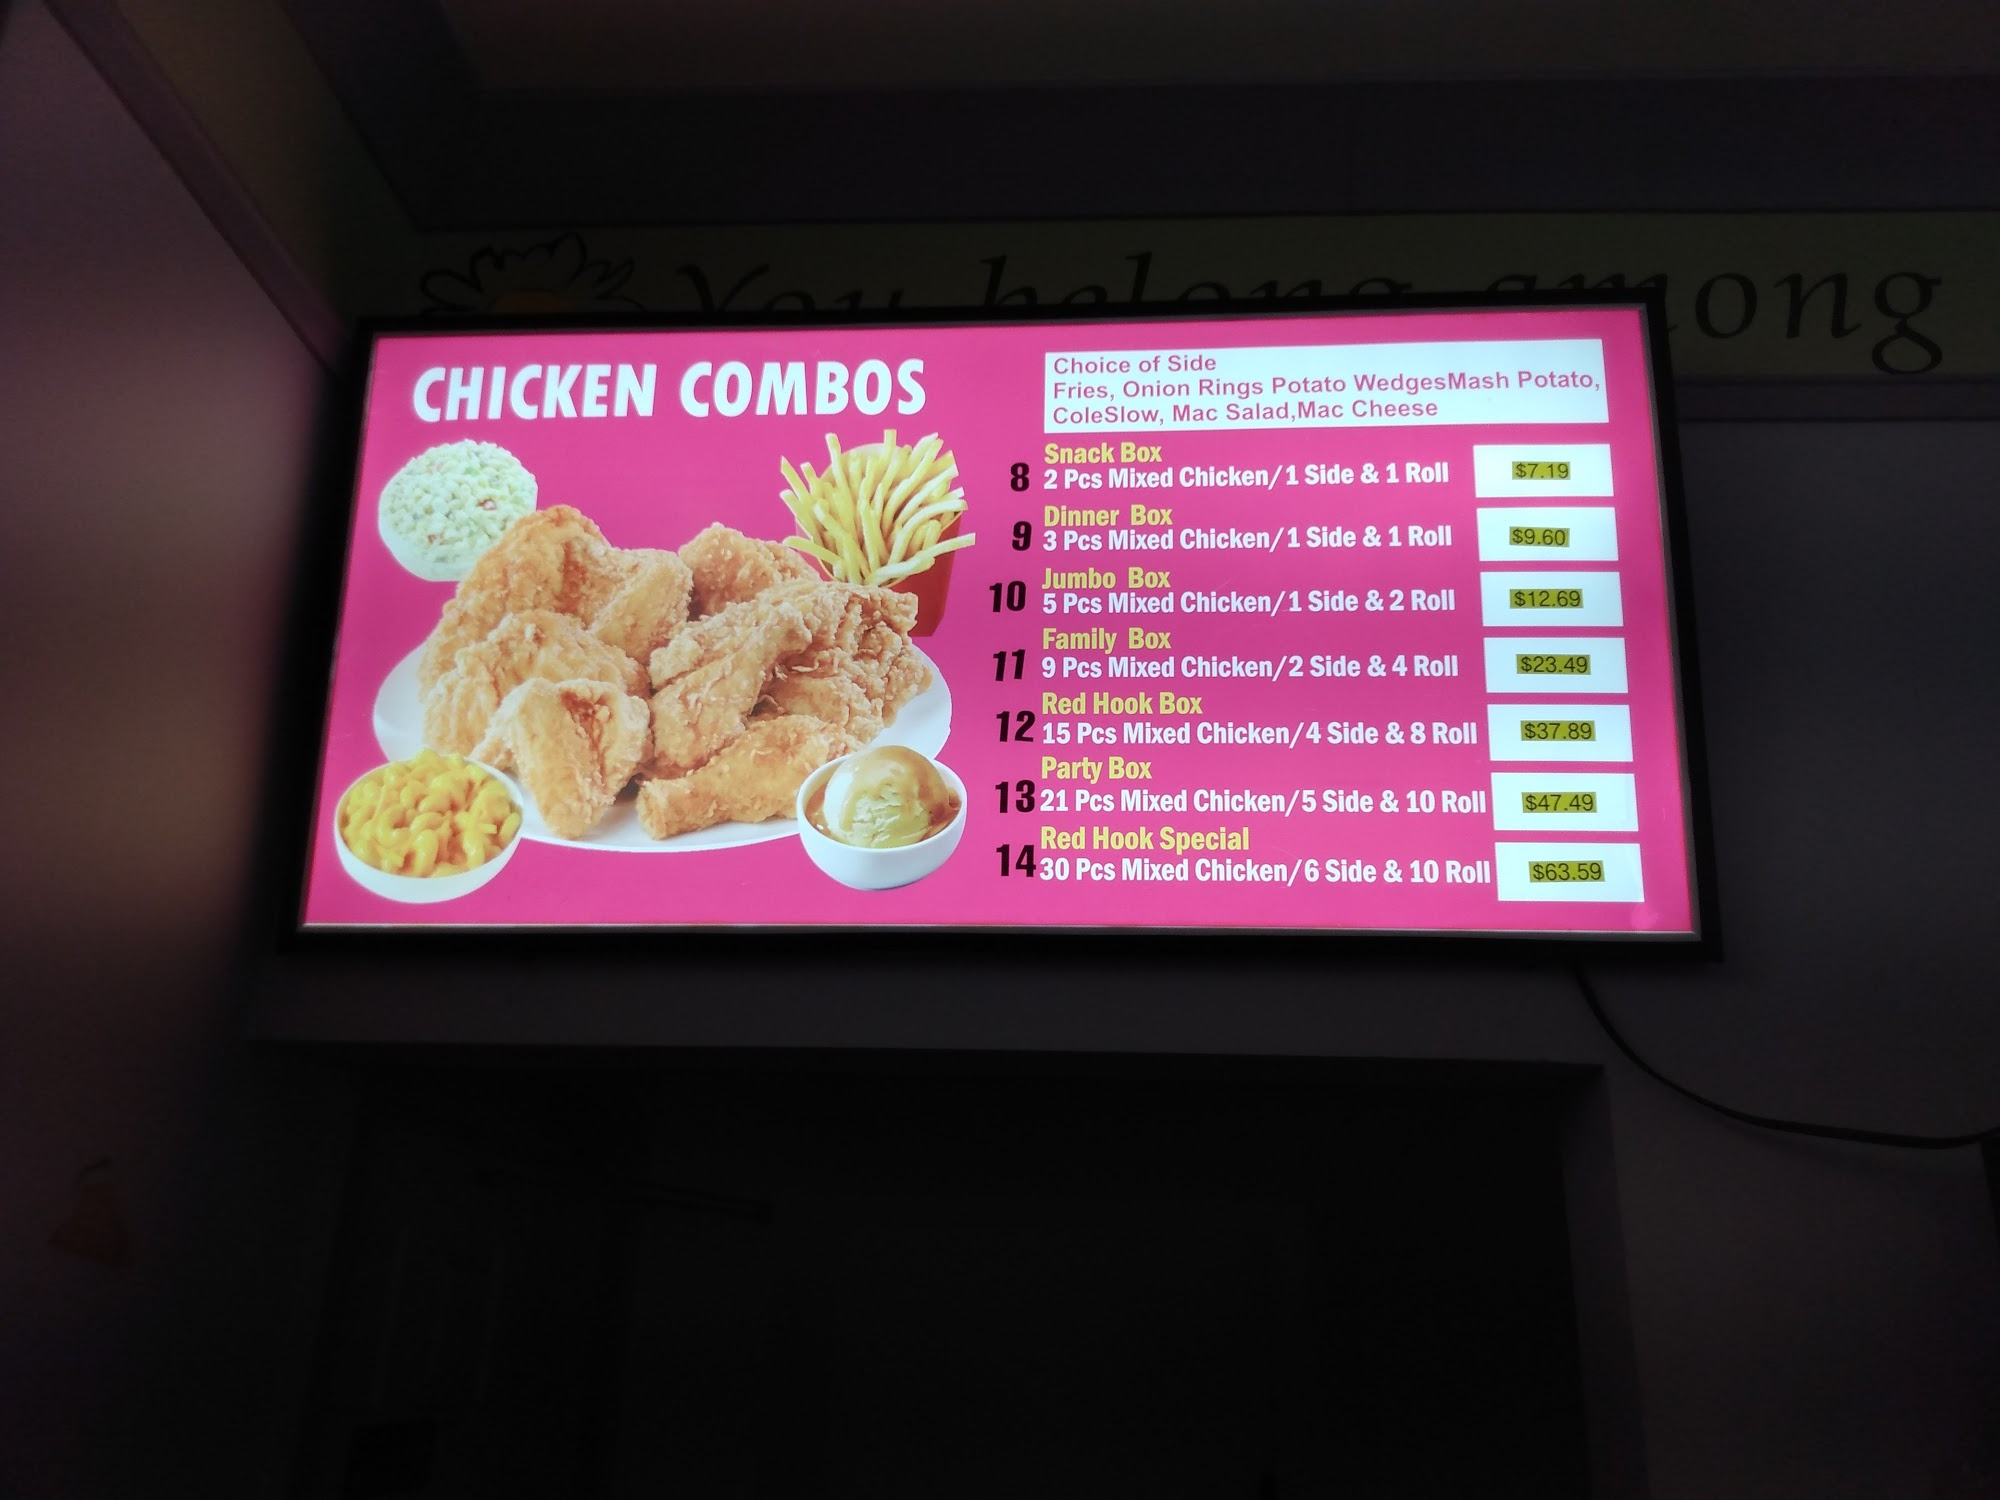 You belong among
CHICKEN COMBOS
Choice of Side
Fries, Onion Rings Potato WedgesMash Potato,
ColeSlow, Mac Salad,Mac Cheese
Snack Box
8 2 Pcs Mixed Chicken/1 Side & 1 Roll $7.19
Dinner Box
9 3 Pcs Mixed Chicken/1 Side & 1 Roll $9.60
Jumbo Box
10 5 Pcs Mixed Chicken/1 Side & 2 Roll $12.69
Family Box
11 9 Pcs Mixed Chicken/2 Side & 4 Roll $23.49
Red Hook Box
12 15 Pcs Mixed Chicken/4 Side & 8 Roll $37.89
Party Box
13 21 Pcs Mixed Chicken/5 Side & 10 Roll $47.49
Red Hook Special
14 30 Pcs Mixed Chicken/6 Side & 10 Roll $63.59